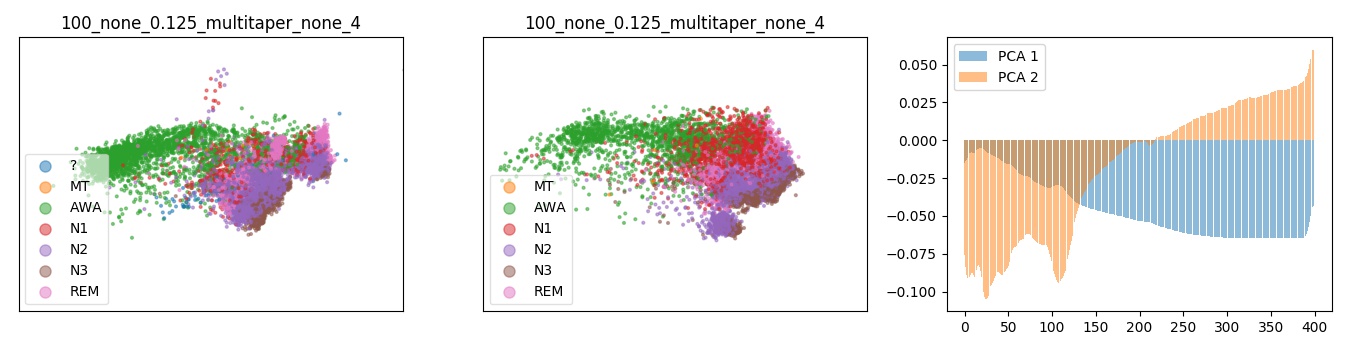 100_none_0.125_multitaper_none_4
?
MT
AWA
N1
N2
N3
REM
100_none_0.125_multitaper_none_4
MT
AWA
N1
N2
N3
REM
PCA 1
PCA 2
0.050
0.025
0.000
−0.025
−0.050
−0.075
−0.100
0 50 100 150 200 250 300 350 400